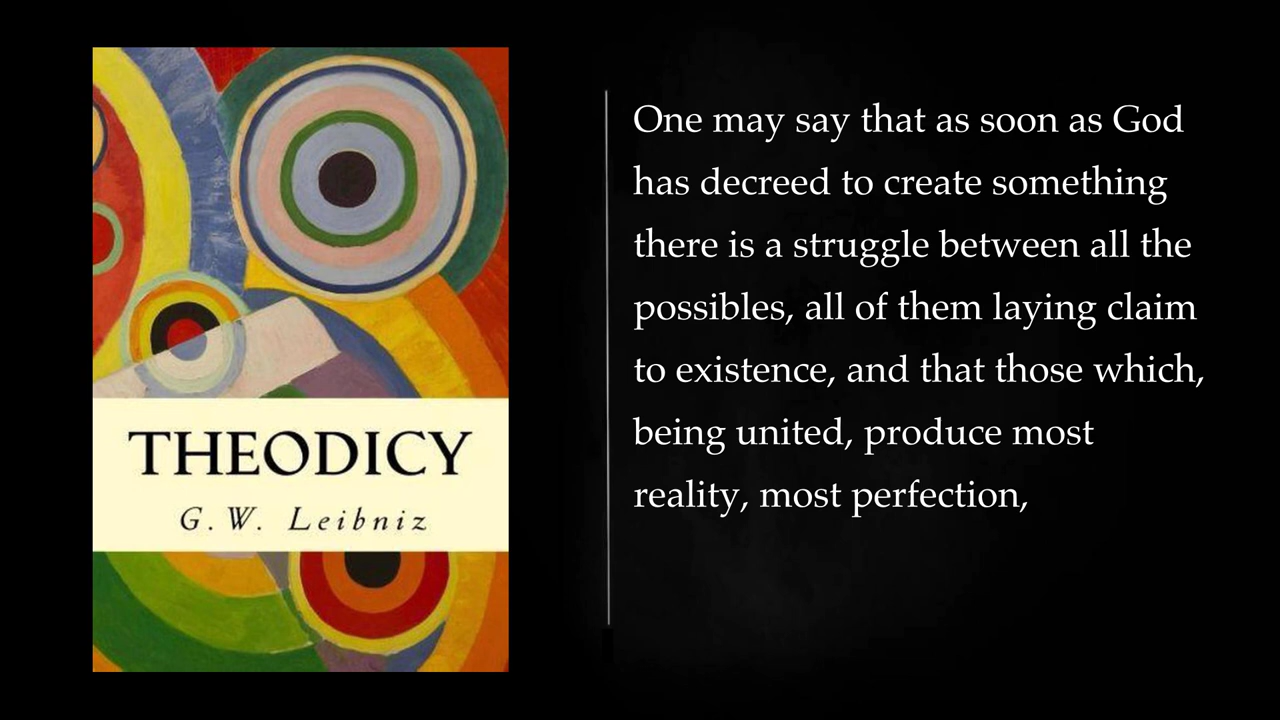 THEODICY
G. W. Leibniz
One may say that as soon as God
has decreed to create something
there is a struggle between all the
possibles, all of them laying claim
to existence, and that those which,
being united, produce most
reality, most perfection,